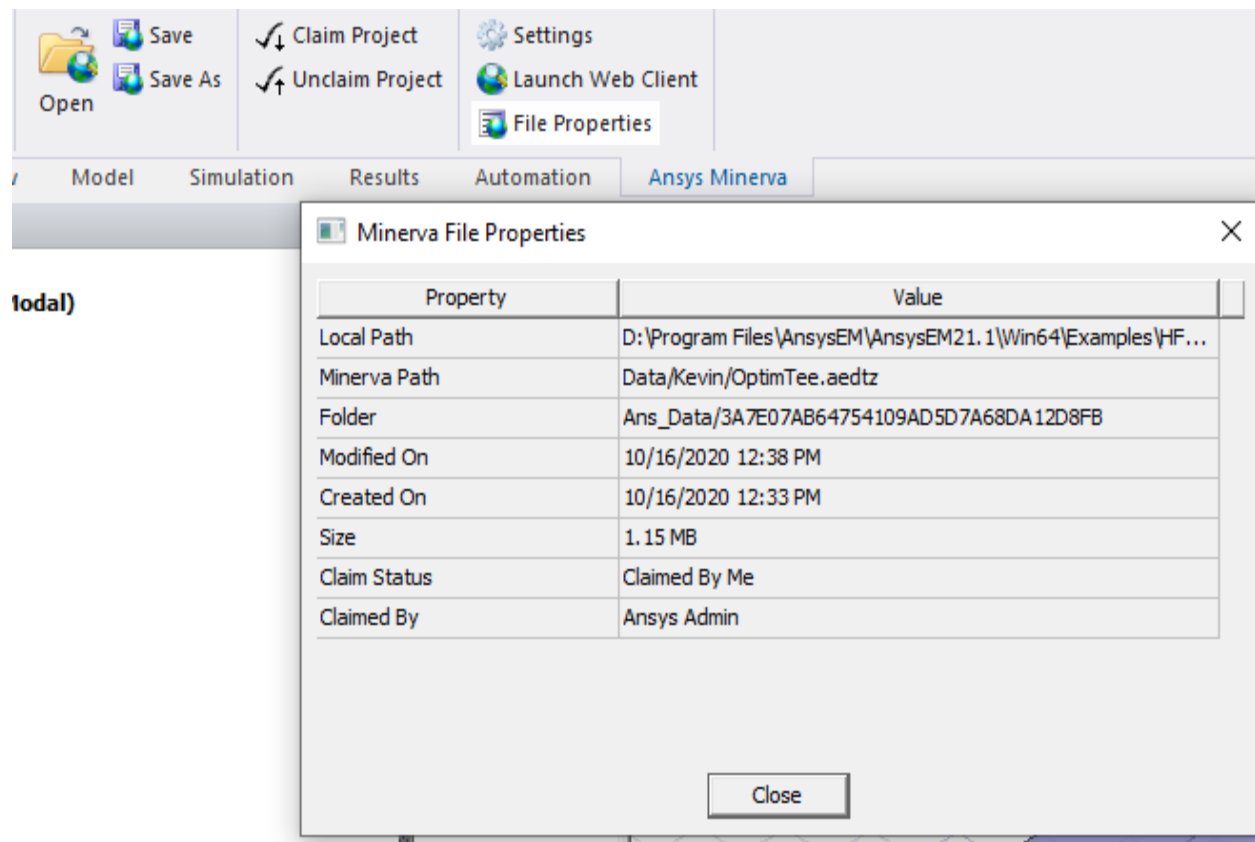 Save Claim Project Settings
Save As Unclaim Project Launch Web Client
Open
File Properties
Model Simulation Results Automation Ansys Minerva
Minerva File Properties
Property Value
Local Path D:\Program Files\AnsysEM\AnsysEM21.1\Win64\Examples\HF...
Minerva Path Data/Kevin/OptimTee.aedtz
Folder Ans_Data/3A7E07AB64754109AD5D7A68DA12D8FB
Modified On 10/16/2020 12:38 PM
Created On 10/16/2020 12:33 PM
Size 1.15 MB
Claim Status Claimed By Me
Claimed By Ansys Admin
Close